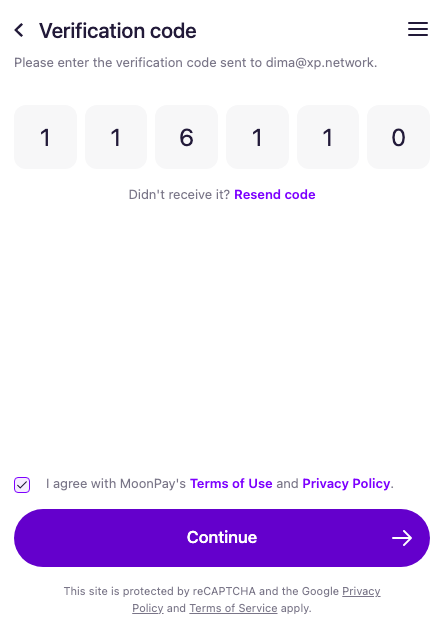 Verification code
Please enter the verification code sent to dima@xp.network.
1 1 6 1 1 0
Didn't receive it? Resend code
I agree with MoonPay's Terms of Use and Privacy Policy.
Continue
This site is protected by reCAPTCHA and the Google Privacy
Policy and Terms of Service apply.